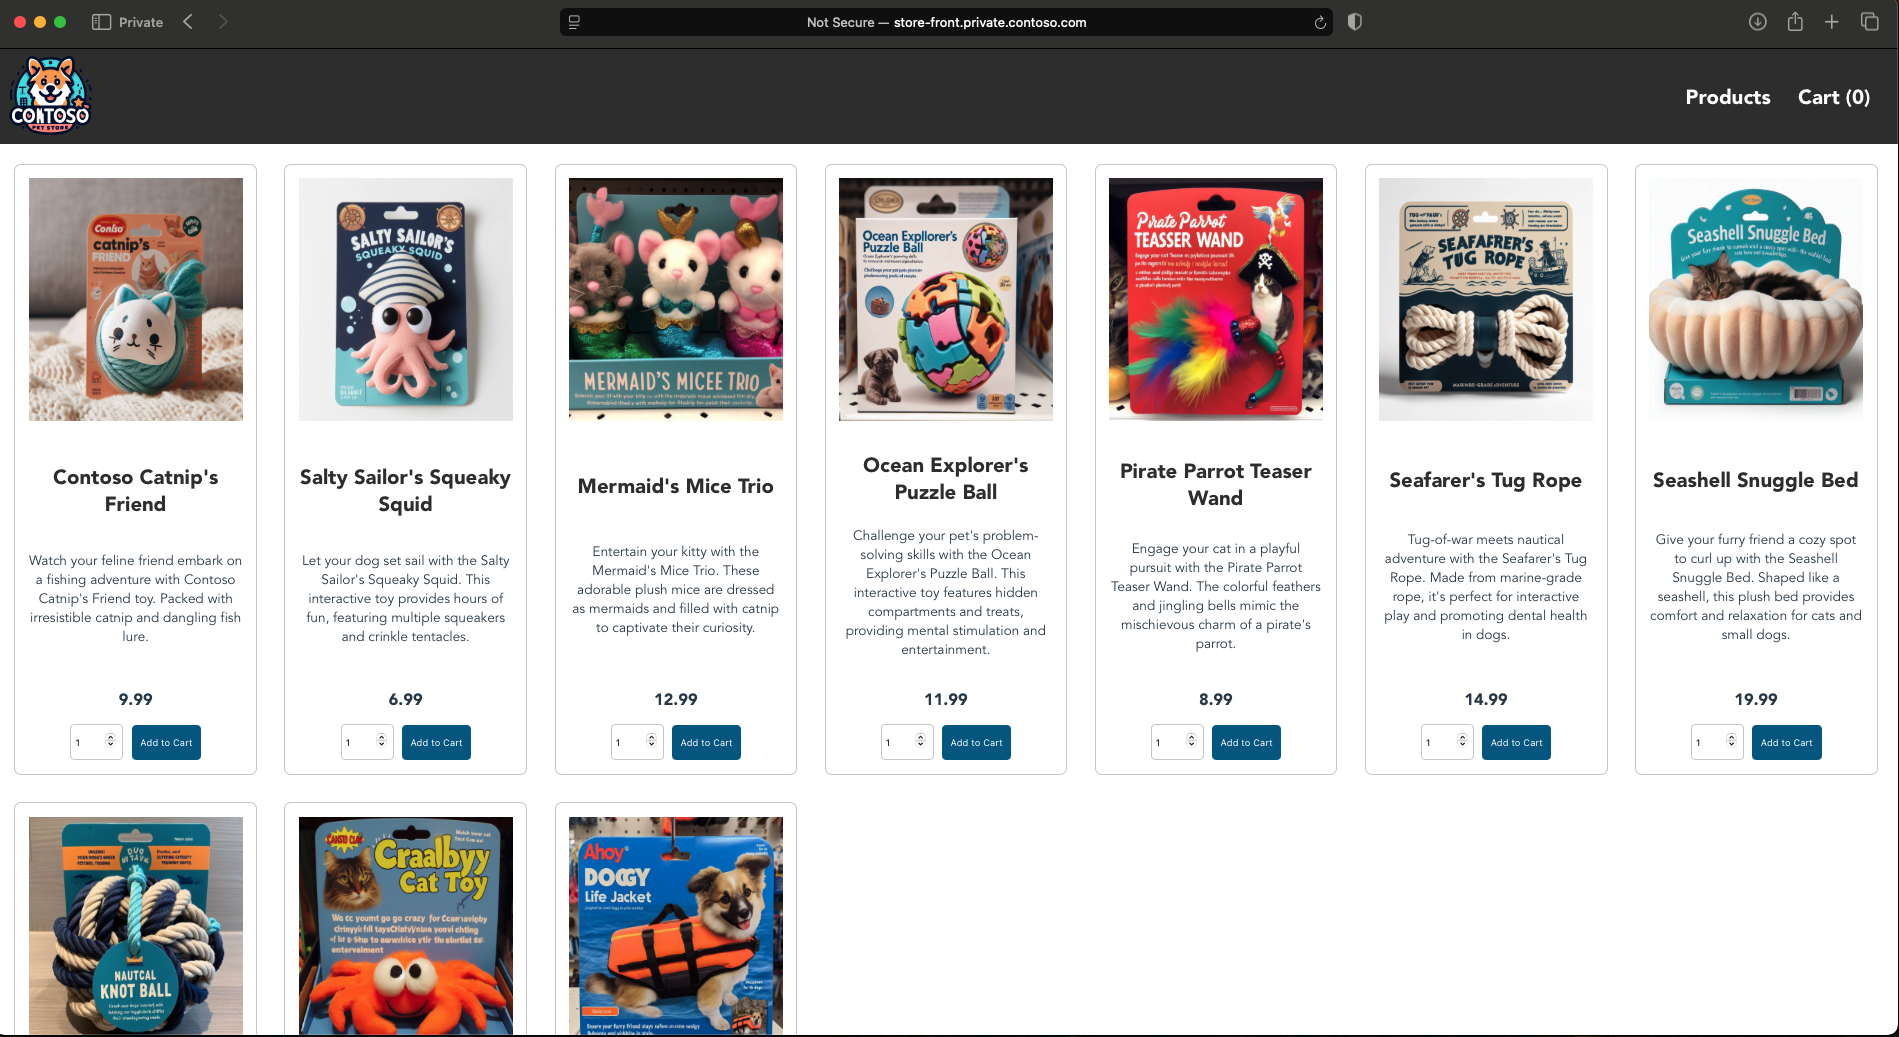 Private
Not Secure — store-front.private.contoso.com
CONTOSO
PET STORE
Products
Cart (0)
catnip's
FRIEND
SALTY SAILOR'S
SQUEAKY SQUID
MERMAID'S MICEE TRIO
Ocean Expllorer's
Puzzle Ball
Pirate Parrot
TEASSER WAND
SEAFAFRER'S
TUG ROPE
Seashell Snuggle Bed
Contoso Catnip's
Friend
Watch your feline friend embark on
a fishing adventure with Contoso
Catnip's Friend toy. Packed with
irresistible catnip and dangling fish
lure.
9.99
1
Add to Cart
Salty Sailor's Squeaky
Squid
Let your dog set sail with the Salty
Sailor's Squeaky Squid. This
interactive toy provides hours of
fun, featuring multiple squeakers
and crinkle tentacles.
6.99
1
Add to Cart
Mermaid's Mice Trio
Entertain your kitty with the
Mermaid's Mice Trio. These
adorable plush mice are dressed
as mermaids and filled with catnip
to captivate their curiosity.
12.99
1
Add to Cart
Ocean Explorer's
Puzzle Ball
Challenge your pet's problem-
solving skills with the Ocean
Explorer's Puzzle Ball. This
interactive toy features hidden
compartments and treats,
providing mental stimulation and
entertainment.
11.99
1
Add to Cart
Pirate Parrot Teaser
Wand
Engage your cat in a playful
pursuit with the Pirate Parrot
Teaser Wand. The colorful feathers
and jingling bells mimic the
mischievous charm of a pirate's
parrot.
8.99
1
Add to Cart
Seafarer's Tug Rope
Tug-of-war meets nautical
adventure with the Seafarer's Tug
Rope. Made from marine-grade
rope, it's perfect for interactive
play and promoting dental health
in dogs.
14.99
1
Add to Cart
Seashell Snuggle Bed
Give your furry friend a cozy spot
to curl up with the Seashell
Snuggle Bed. Shaped like a
seashell, this plush bed provides
comfort and relaxation for cats and
small dogs.
19.99
1
Add to Cart
NAUTCAL
KNOT BALL
Craalbyy
Cat Toy
entervaiment
Ahoy
DOGGY
Life Jacket